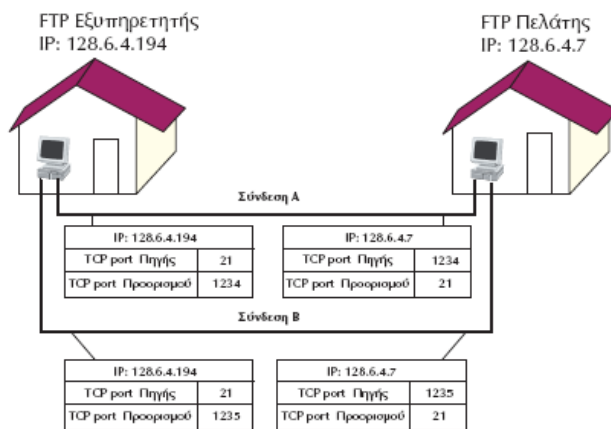 FTP Εξυπηρετητής
IP: 128.6.4.194
FTP Πελάτης
IP: 128.6.4.7
Σύνδεση Α
IP: 128.6.4.194
TCP port Πηγής 21
TCP port Προορισμού 1234
IP: 128.6.4.7
TCP port Πηγής 1234
TCP port Προορισμού 21
Σύνδεση Β
IP: 128.6.4.194
TCP port Πηγής 21
TCP port Προορισμού 1235
IP: 128.6.4.7
TCP port Πηγής 1235
TCP port Προορισμού 21